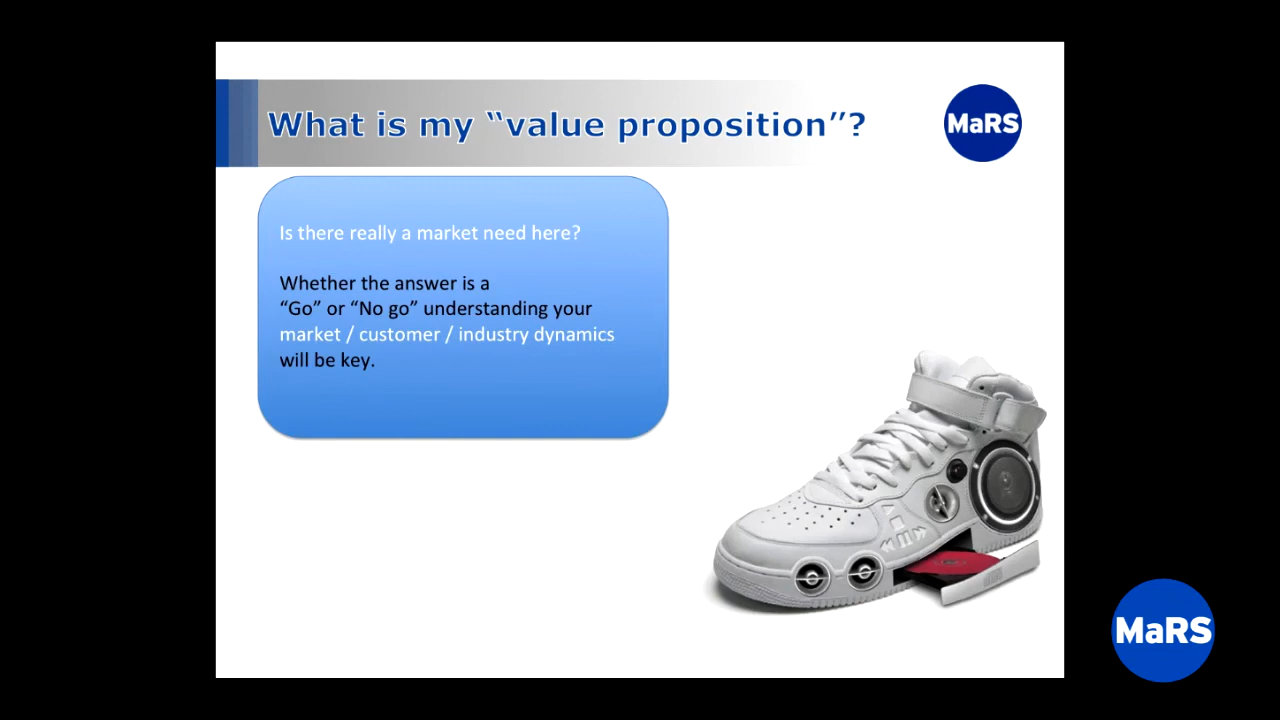 What is my “value proposition”?
MaRS
Is there really a market need here?
Whether the answer is a
“Go” or “No go” understanding your
market / customer / industry dynamics
will be key.
MaRS